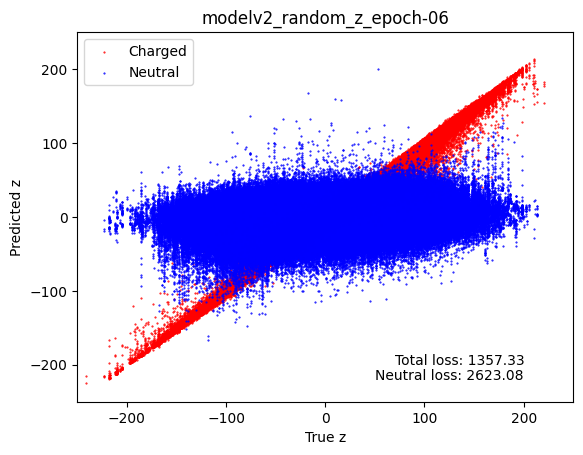 modelv2_random_z_epoch-06
Charged
Neutral
Predicted z
200
100
0
−100
−200
Total loss: 1357.33
Neutral loss: 2623.08
−200
−100
0
100
200
True z